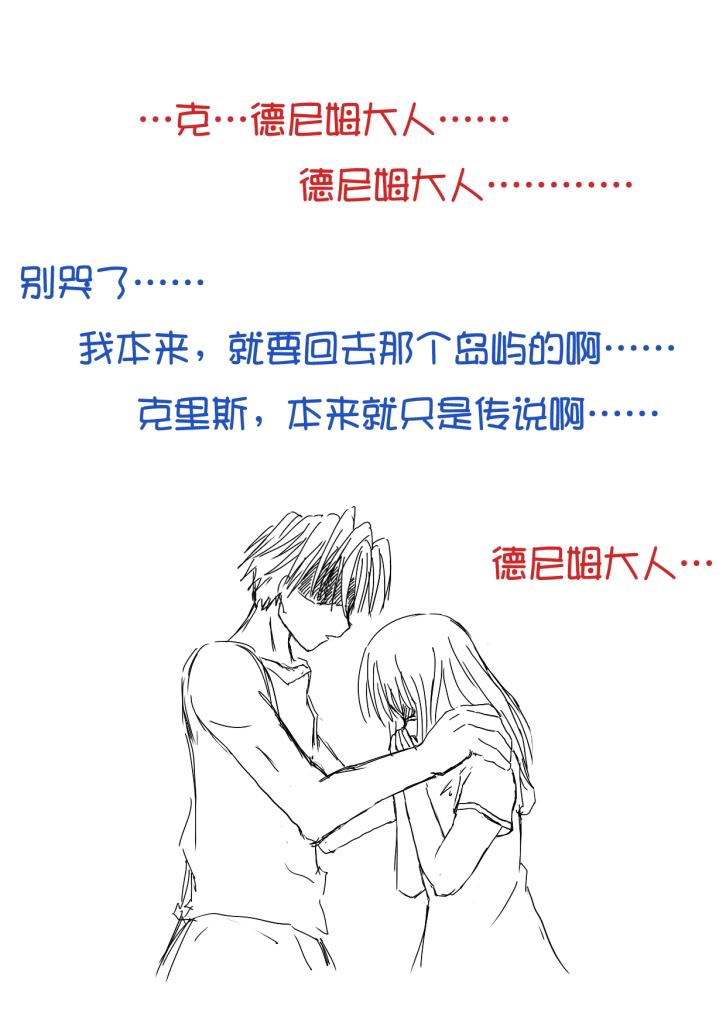 …克…德尼姆大人……
德尼姆大人…………
别哭了……
我本来，就要回去那个岛屿的啊……
克里斯，本来就只是传说啊……
德尼姆大人…